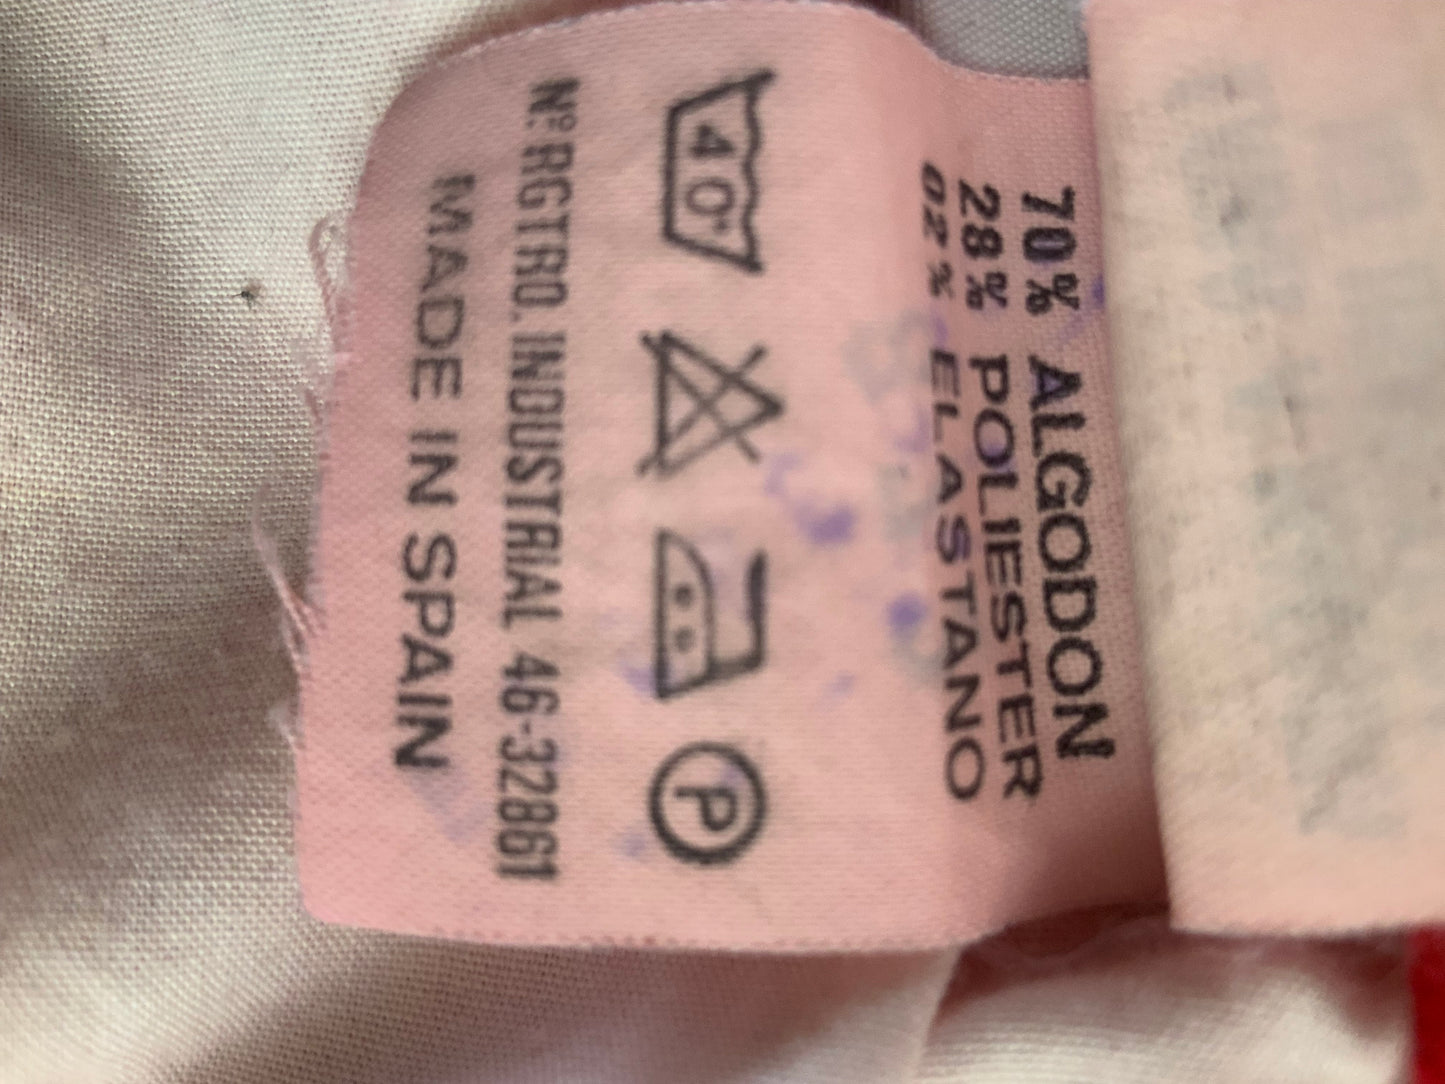 70% ALGODON
28% POLIESTER
02% ELASTANO
40°
P
Nº. RGTRO. INDUSTRIAL 46-32861
MADE IN SPAIN